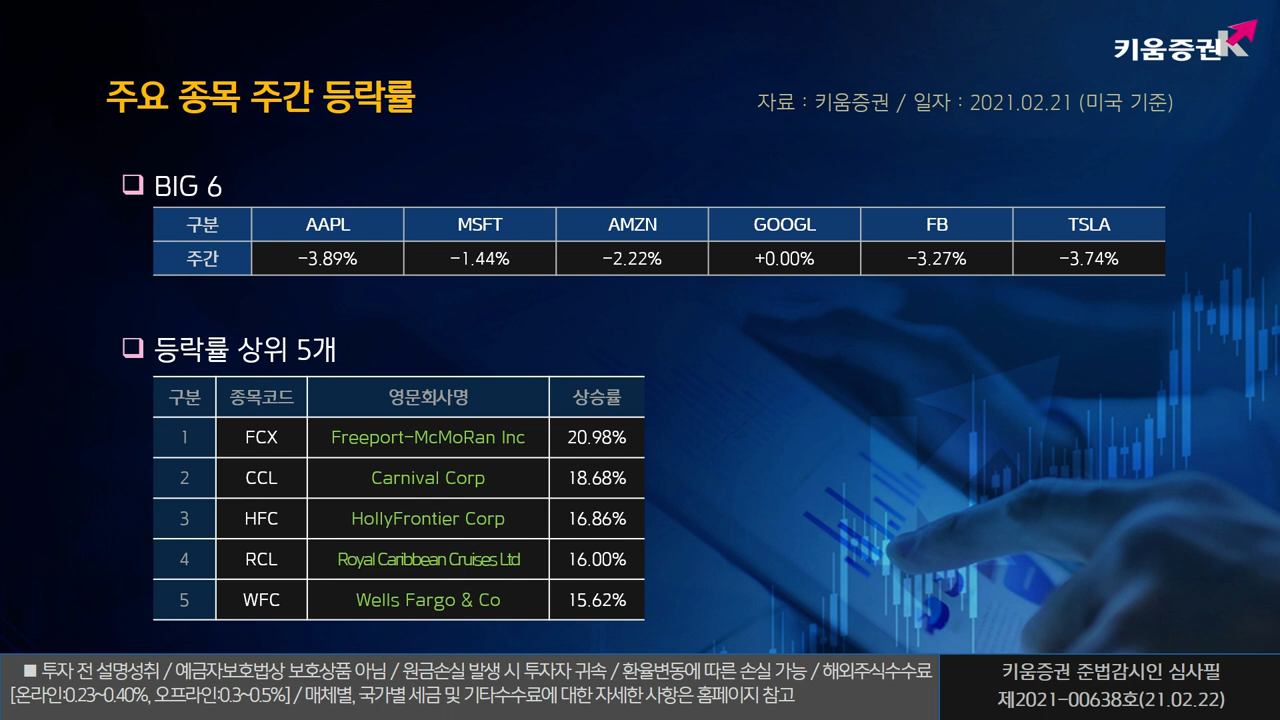 키움증권
주요 종목 주간 등락률
자료 : 키움증권 / 일자 : 2021.02.21 (미국 기준)
❑ BIG 6
구분 AAPL MSFT AMZN GOOGL FB TSLA
주간 -3.89% -1.44% -2.22% +0.00% -3.27% -3.74%
❑ 등락률 상위 5개
구분 종목코드 영문회사명 상승률
1 FCX Freeport-McMoRan Inc 20.98%
2 CCL Carnival Corp 18.68%
3 HFC HollyFrontier Corp 16.86%
4 RCL Royal Caribbean Cruises Ltd 16.00%
5 WFC Wells Fargo & Co 15.62%
■ 투자 전 설명성취 / 예금자보호법상 보호상품 아님 / 원금손실 발생 시 투자자 귀속 / 환율변동에 따른 손실 가능 / 해외주식수수료
[온라인:0.23~0.40%, 오프라인:0.3~0.5%] / 매체별, 국가별 세금 및 기타수수료에 대한 자세한 사항은 홈페이지 참고
키움증권 준법감시인 심사필
제2021-00638호(21.02.22)